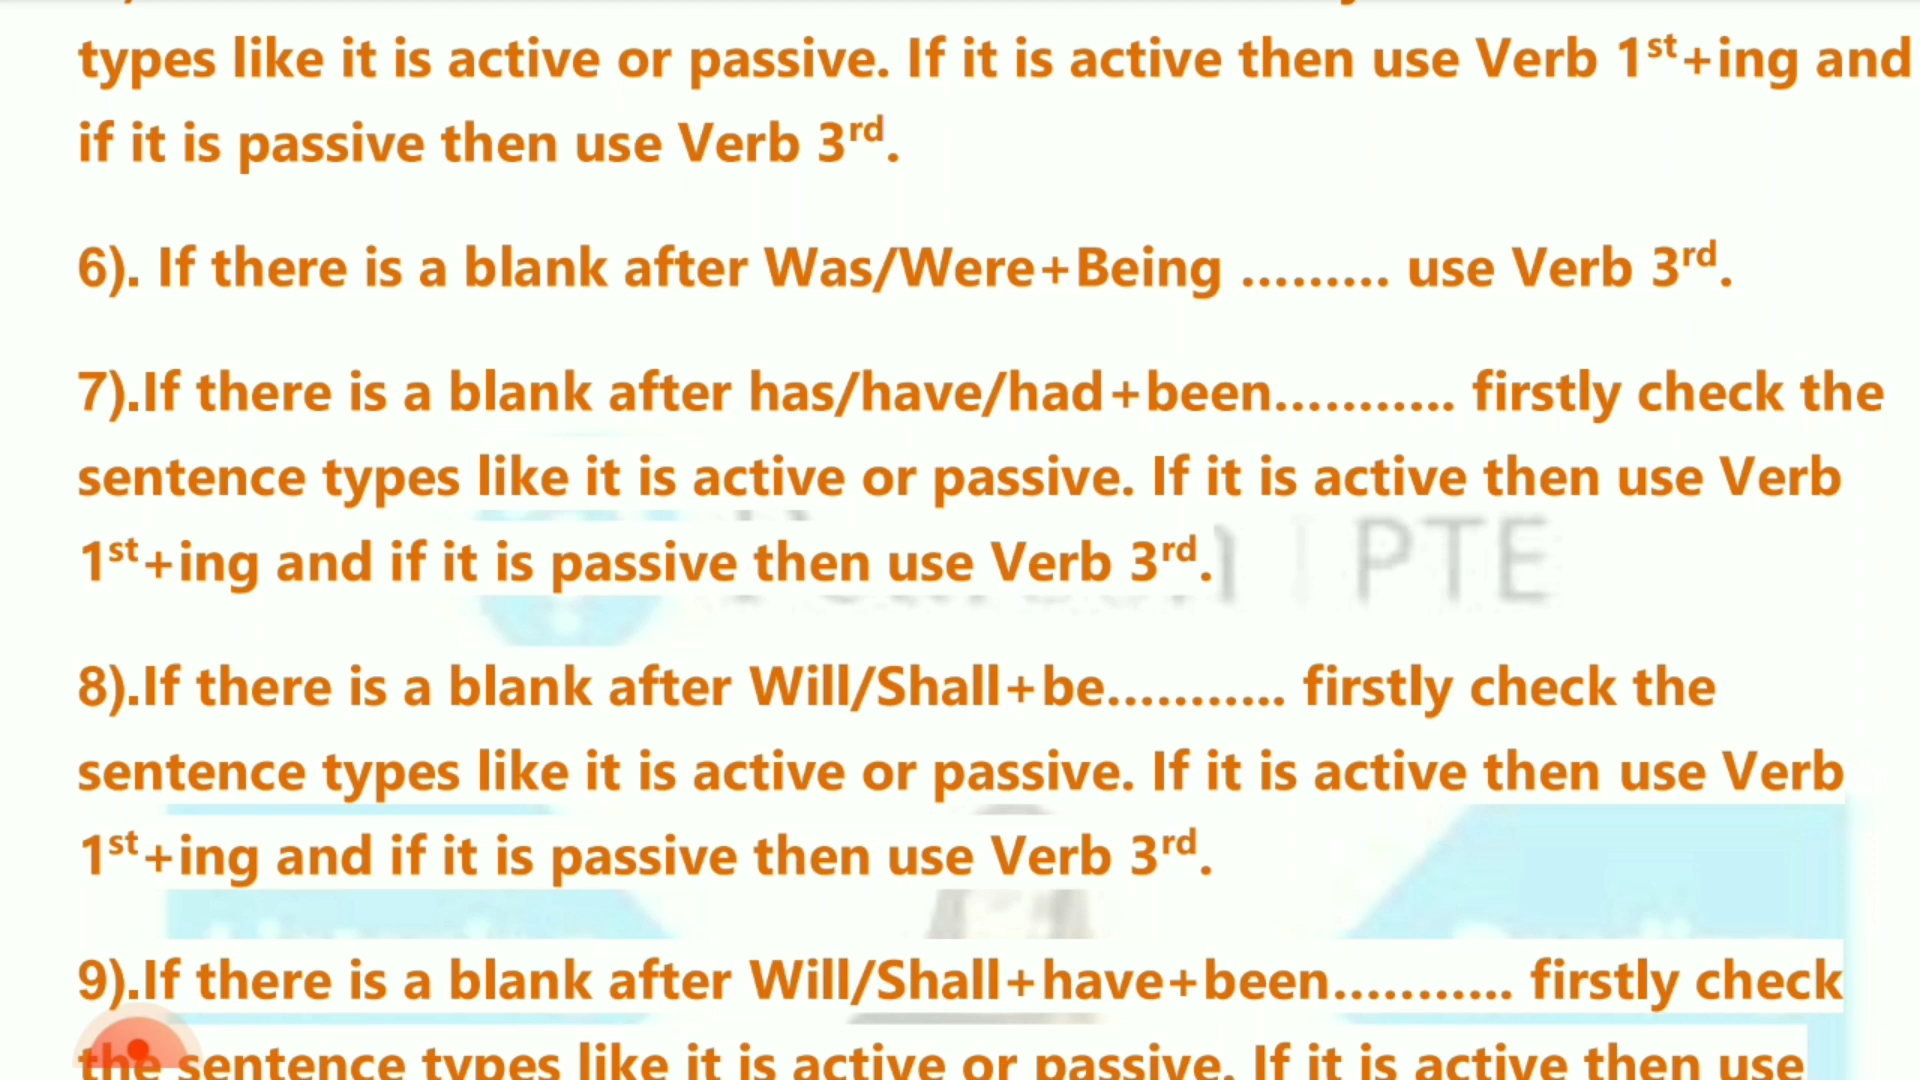 types like it is active or passive. If it is active then use Verb 1st+ing and
if it is passive then use Verb 3rd.
6). If there is a blank after Was/Were+Being ......... use Verb 3rd.
7).If there is a blank after has/have/had+been........... firstly check the
sentence types like it is active or passive. If it is active then use Verb
1st+ing and if it is passive then use Verb 3rd.
PTE
8).If there is a blank after Will/Shall+be........... firstly check the
sentence types like it is active or passive. If it is active then use Verb
1st+ing and if it is passive then use Verb 3rd.
9).If there is a blank after Will/Shall+have+been........... firstly check
the sentence types like it is active or passive. If it is active then use